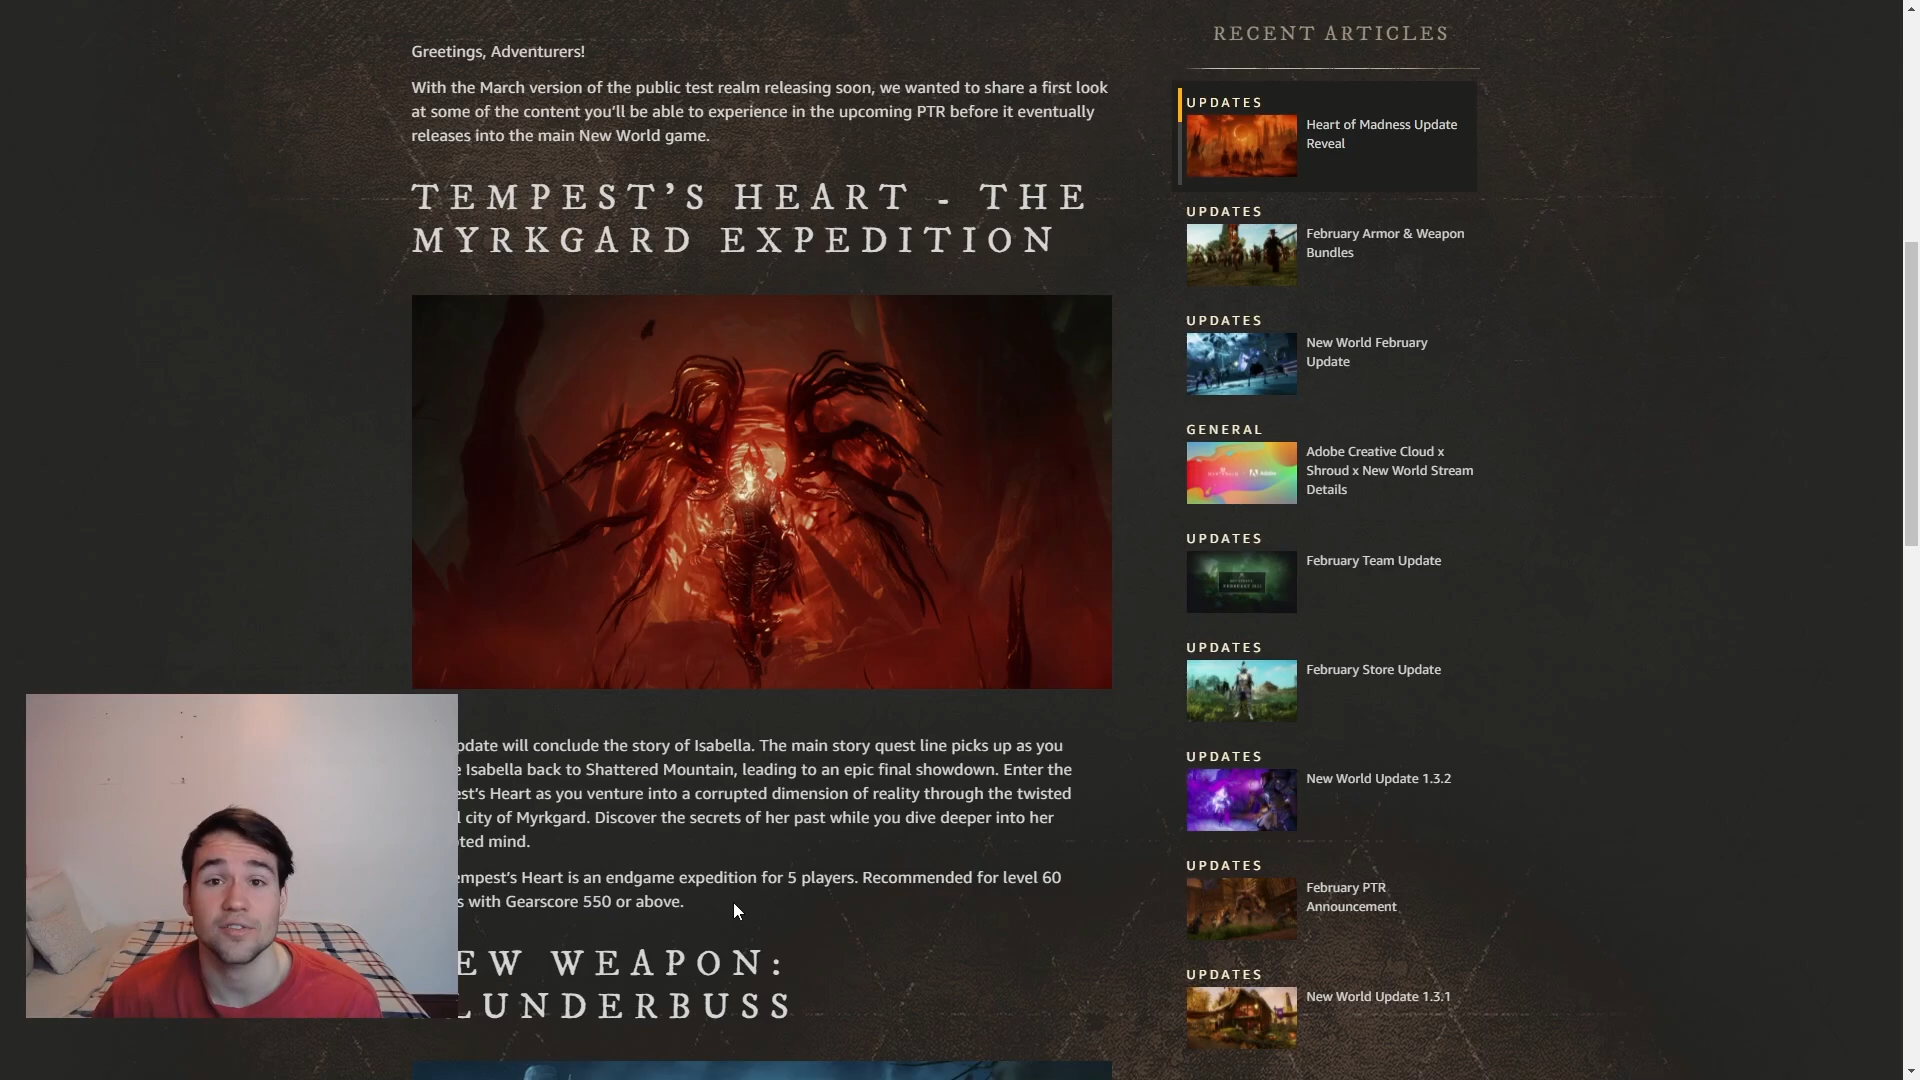 Greetings, Adventurers!
With the March version of the public test realm releasing soon, we wanted to share a first look
at some of the content you’ll be able to experience in the upcoming PTR before it eventually
releases into the main New World game.
TEMPEST’S HEART - THE
MYRKGARD EXPEDITION
update will conclude the story of Isabella. The main story quest line picks up as you
Isabella back to Shattered Mountain, leading to an epic final showdown. Enter the
Heart as you venture into a corrupted dimension of reality through the twisted
city of Myrkgard. Discover the secrets of her past while you dive deeper into her
mind.
Heart is an endgame expedition for 5 players. Recommended for level 60
with Gearscore 550 or above.
EW WEAPON:
LUNDERBUSS
RECENT ARTICLES
UPDATES
Heart of Madness Update
Reveal
UPDATES
February Armor & Weapon
Bundles
UPDATES
New World February
Update
GENERAL
Adobe Creative Cloud x
Shroud x New World Stream
Details
UPDATES
February Team Update
UPDATES
February Store Update
UPDATES
New World Update 1.3.2
UPDATES
February PTR
Announcement
UPDATES
New World Update 1.3.1